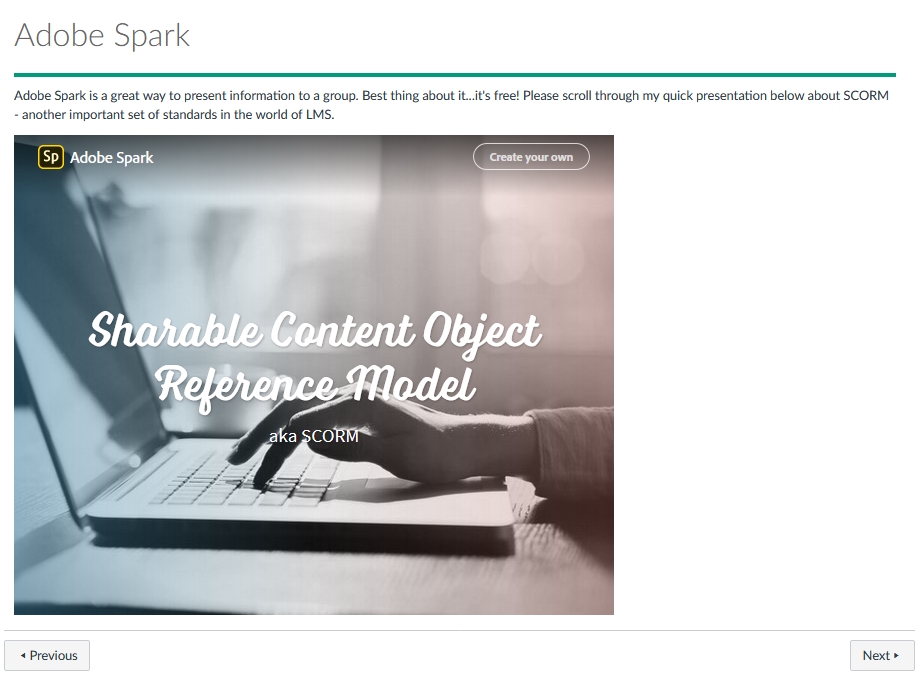 Adobe Spark
Adobe Spark is a great way to present information to a group. Best thing about it...it's free! Please scroll through my quick presentation below about SCORM
- another important set of standards in the world of LMS.
Sp Adobe Spark
Create your own
Sharable Content Object
Reference Model
aka SCORM
Previous
Next